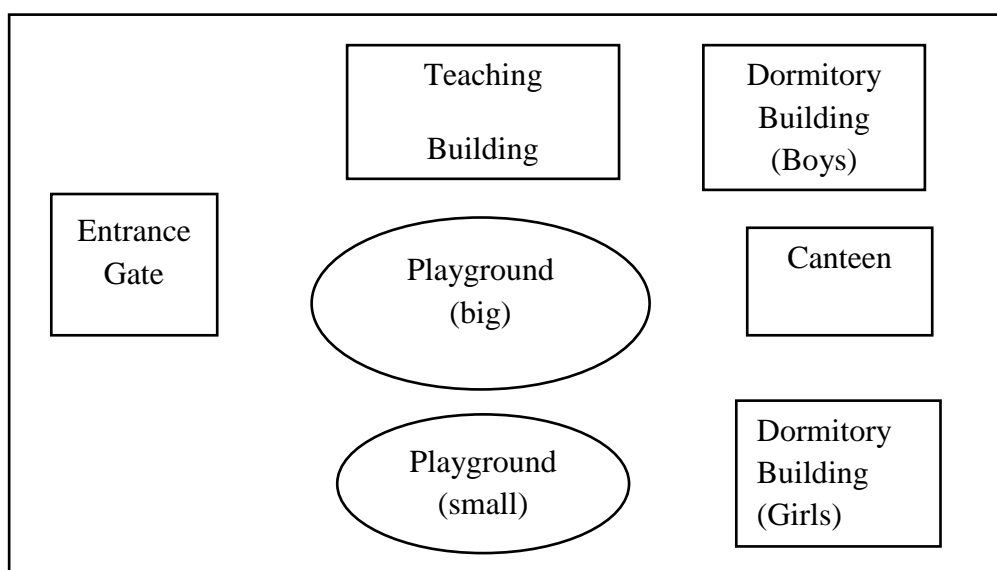 Teaching
Building
Dormitory
Building
(Boys)
Entrance
Gate
Playground
(big)
Canteen
Playground
(small)
Dormitory
Building
(Girls)